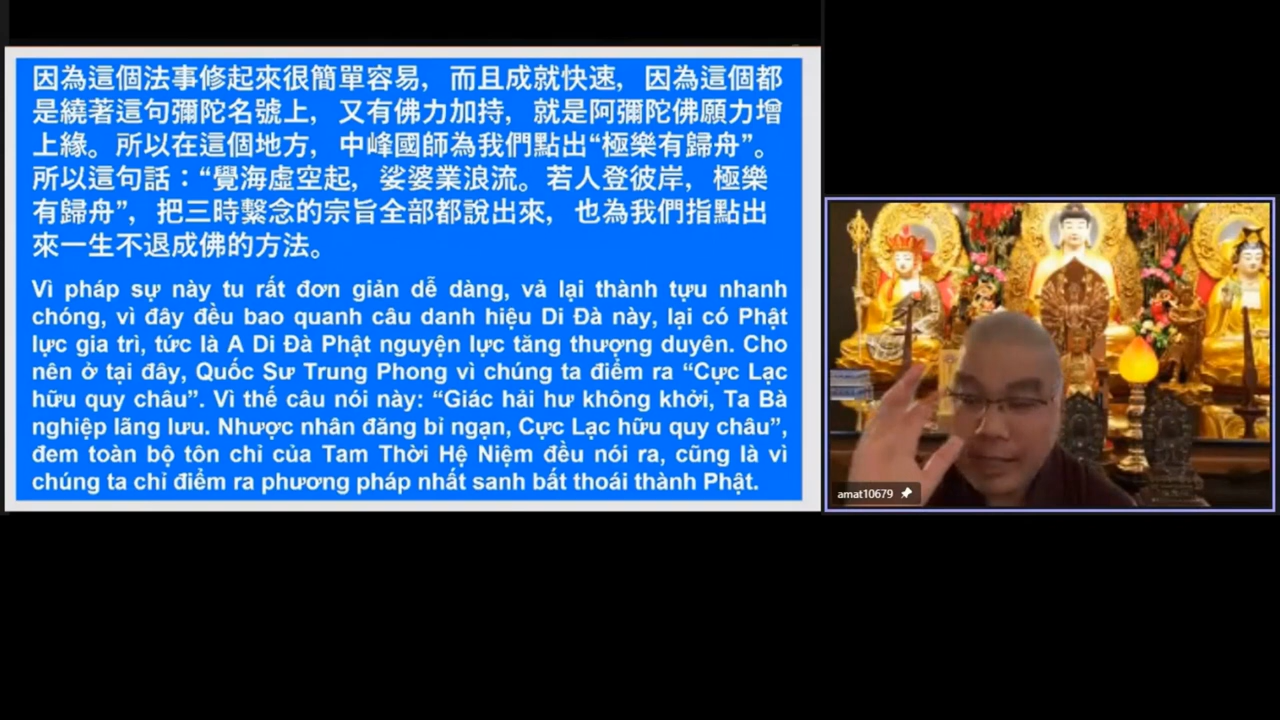 因為這個法事修起來很簡單容易，而且成就快速，因為這個都
是繞著這句彌陀名號上，又有佛力加持，就是阿彌陀佛願力增
上緣。所以在這個地方，中峰國師為我們點出“極樂有歸舟”。
所以這句話：“覺海虛空起，娑婆業浪流。若人登彼岸，極樂
有歸舟”，把三時繫念的宗旨全部都說出來，也為我們指點出
來一生不退成佛的方法。
Vì pháp sự này tu rất đơn giản dễ dàng, vả lại thành tựu nhanh
chóng, vì đây đều bao quanh câu danh hiệu Di Đà này, lại có Phật
lực gia trì, tức là A Di Đà Phật nguyện lực tăng thượng duyên. Cho
nên ở tại đây, Quốc Sư Trung Phong vì chúng ta điểm ra “Cực Lạc
hữu quy châu”. Vì thế câu nói này: “Giác hải hư không khởi, Ta Bà
nghiệp lãng lưu. Nhược nhân đăng bỉ ngạn, Cực Lạc hữu quy châu”,
đem toàn bộ tôn chỉ của Tam Thời Hệ Niệm đều nói ra, cũng là vì
chúng ta chỉ điểm ra phương pháp nhất sanh bất thoái thành Phật.
amat10679